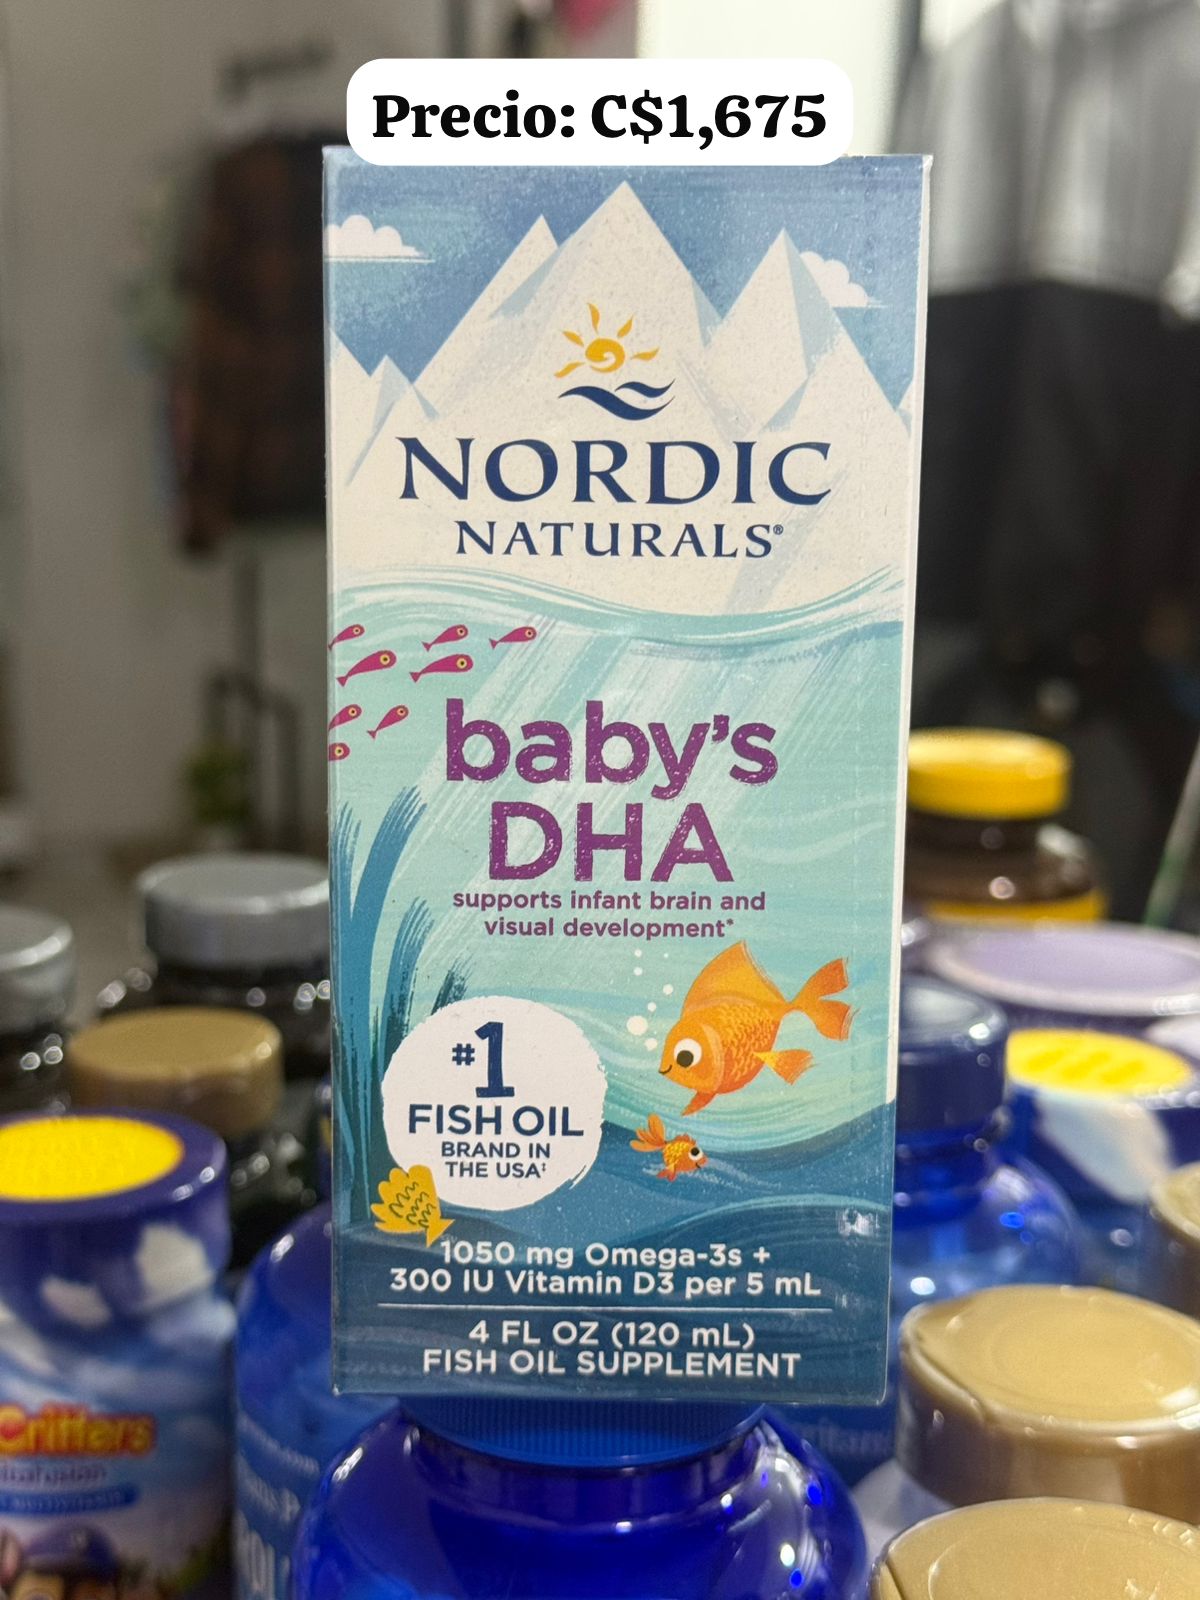 Precio: C$1,675
NORDIC
NATURALS®
baby's
DHA
supports infant brain and
visual development*
#1
FISH OIL
BRAND IN
THE USA‡
1050 mg Omega-3s +
300 IU Vitamin D3 per 5 mL
4 FL OZ (120 mL)
FISH OIL SUPPLEMENT
Critters